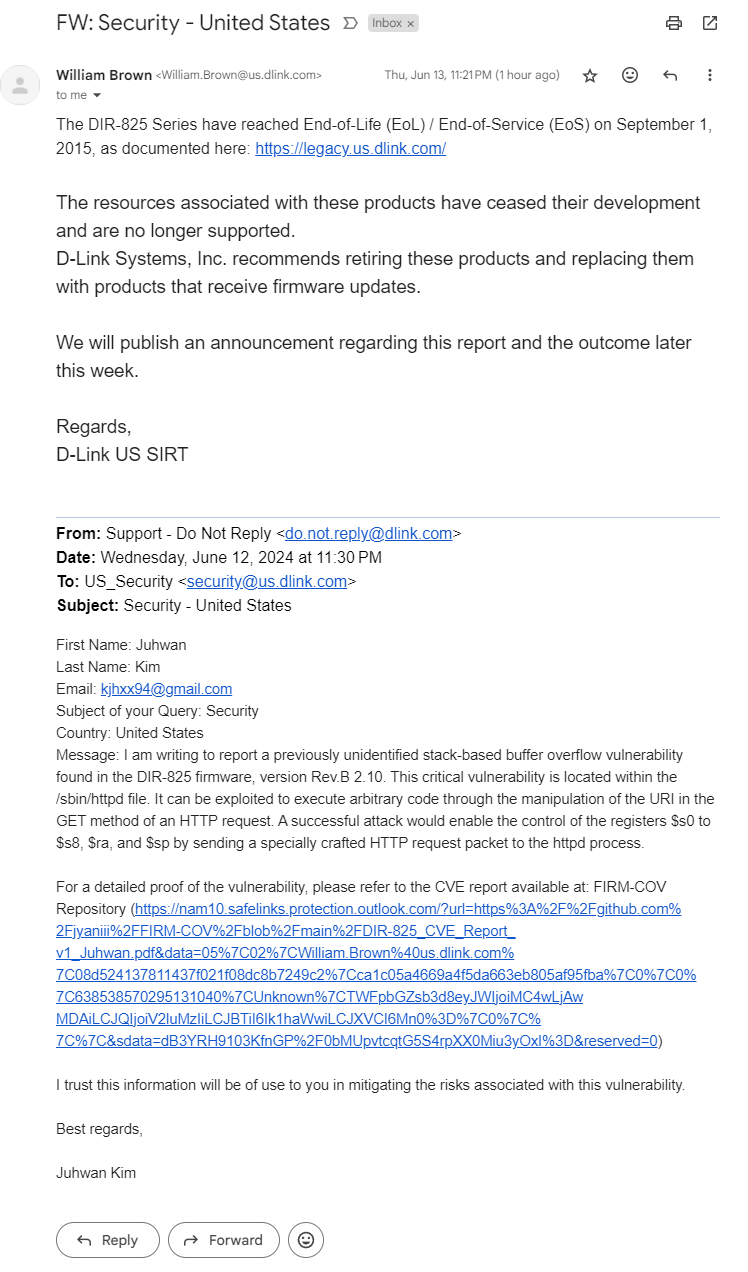 FW: Security - United States Inbox ×
William Brown <William.Brown@us.dlink.com> Thu, Jun 13, 11:21 PM (1 hour ago)
to me
The DIR-825 Series have reached End-of-Life (EoL) / End-of-Service (EoS) on September 1,
2015, as documented here: https://legacy.us.dlink.com/
The resources associated with these products have ceased their development
and are no longer supported.
D-Link Systems, Inc. recommends retiring these products and replacing them
with products that receive firmware updates.
We will publish an announcement regarding this report and the outcome later
this week.
Regards,
D-Link US SIRT
From: Support - Do Not Reply <do.not.reply@dlink.com>
Date: Wednesday, June 12, 2024 at 11:30 PM
To: US_Security <security@us.dlink.com>
Subject: Security - United States
First Name: Juhwan
Last Name: Kim
Email: kjhxx94@gmail.com
Subject of your Query: Security
Country: United States
Message: I am writing to report a previously unidentified stack-based buffer overflow vulnerability
found in the DIR-825 firmware, version Rev.B 2.10. This critical vulnerability is located within the
/sbin/httpd file. It can be exploited to execute arbitrary code through the manipulation of the URI in the
GET method of an HTTP request. A successful attack would enable the control of the registers $s0 to
$s8, $ra, and $sp by sending a specially crafted HTTP request packet to the httpd process.
For a detailed proof of the vulnerability, please refer to the CVE report available at: FIRM-COV
Repository (https://nam10.safelinks.protection.outlook.com/?url=https%3A%2F%2Fgithub.com%
2Fjyaniii%2FFIRM-COV%2Fblob%2Fmain%2FDIR-825_CVE_Report_
v1_Juhwan.pdf&data=05%7C02%7CWilliam.Brown%40us.dlink.com%
7C08d524137811437f021f08dc8b7249c2%7Cca1c05a4669a4f5da663eb805af95fba%7C0%7C0%
7C638538570295131040%7CUnknown%7CTWFpbGZsb3d8eyJWIjoiMC4wLjAw
MDAiLCJQIjoiV2luMzIiLCJBTiI6Ik1haWwiLCJXVCI6Mn0%3D%7C0%7C%
7C%7C&sdata=dB3YRH9103KfnGP%2F0bMUpvtcqtG5S4rpXX0Miu3yOxI%3D&reserved=0)
I trust this information will be of use to you in mitigating the risks associated with this vulnerability.
Best regards,
Juhwan Kim
Reply Forward